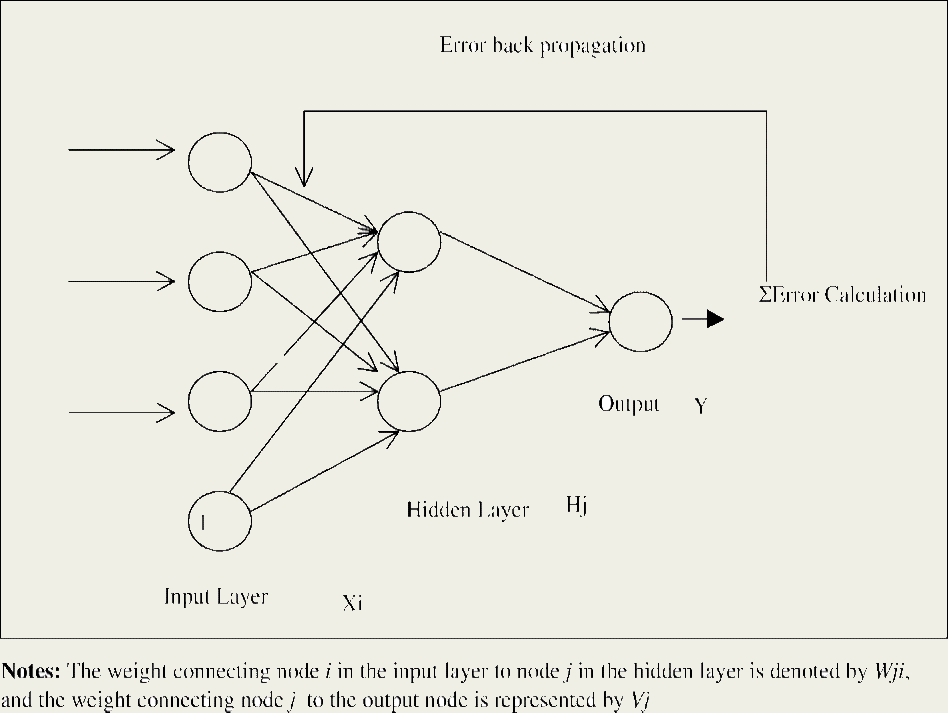 Error back propagation
ΣError Calculation
Output Y
Hidden Layer Hj
1
Input Layer Xi
Notes: The weight connecting node i in the input layer to node j in the hidden layer is denoted by Wji,
and the weight connecting node j to the output node is represented by Vj